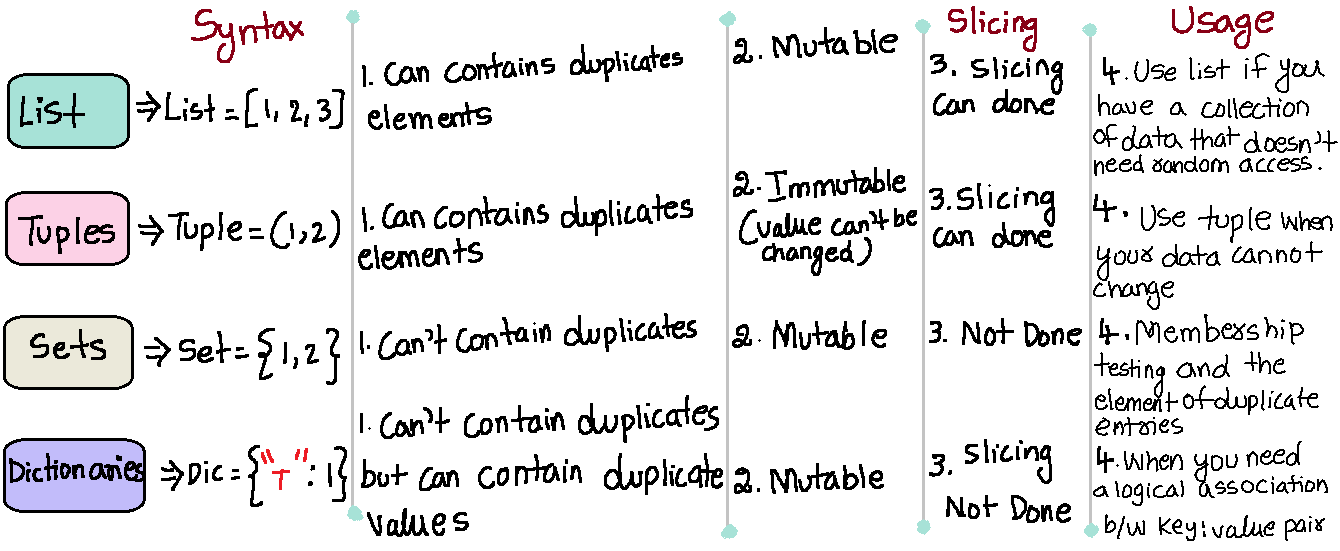 Syntax
Slicing
Usage
List
⇒ List = [1, 2, 3]
1. Can contains duplicates
elements
2. Mutable
3. Slicing
Can done
4. Use list if you
have a collection
of data that doesn't
need random access.
Tuples
⇒ Tuple = (1,2)
1. Can contains duplicates
elements
2. Immutable
(value can't be
changed)
3. Slicing
can done
4. Use tuple when
your data cannot
change
Sets
⇒ Set = {1,2}
1. Can't contain duplicates
2. Mutable
3. Not Done
4. Membership
testing and the
element of duplicate
entries
Dictionaries
⇒ Dic = {"T" : 1}
1. Can't contain duplicates
but can contain duplicate
values
2. Mutable
3. Slicing
Not Done
4. When you need
a logical association
b/w key:value pair